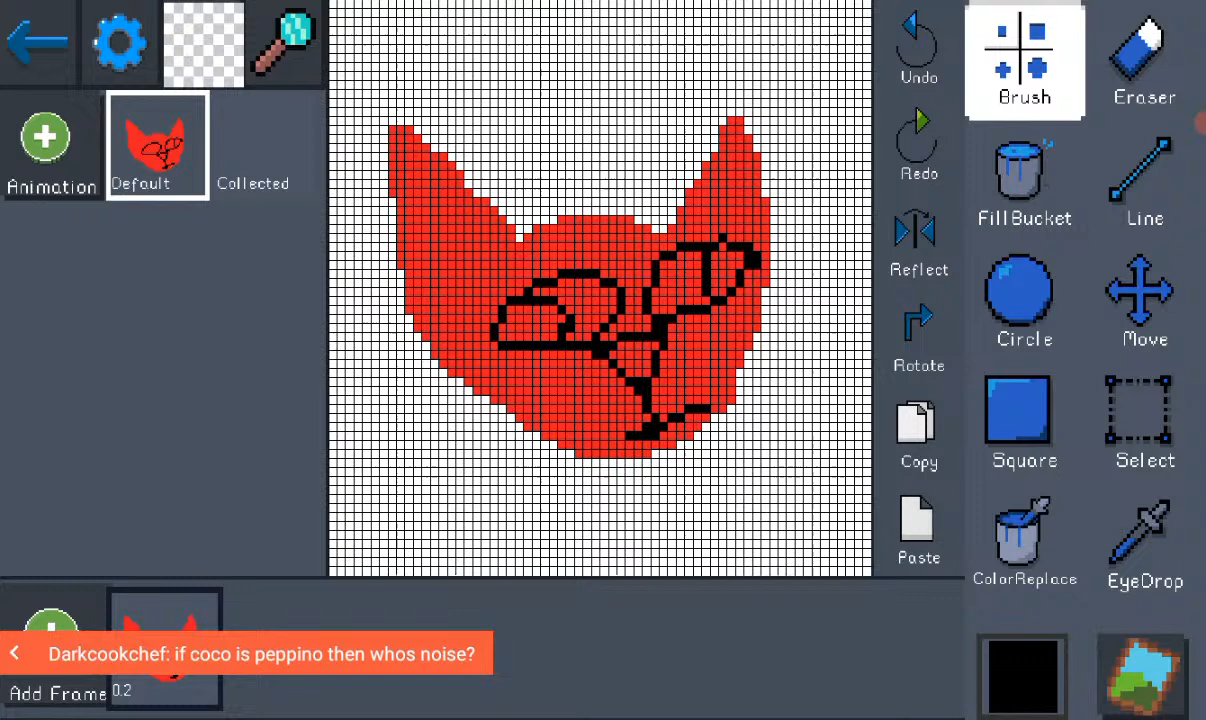 Undo
Brush
Eraser
Animation
Default
Collected
Redo
FillBucket
Line
Reflect
Circle
Move
Rotate
Copy
Square
Select
Paste
ColorReplace
EyeDrop
Darkcookchef: if coco is peppino then whos noise?
Add Frame
0.2